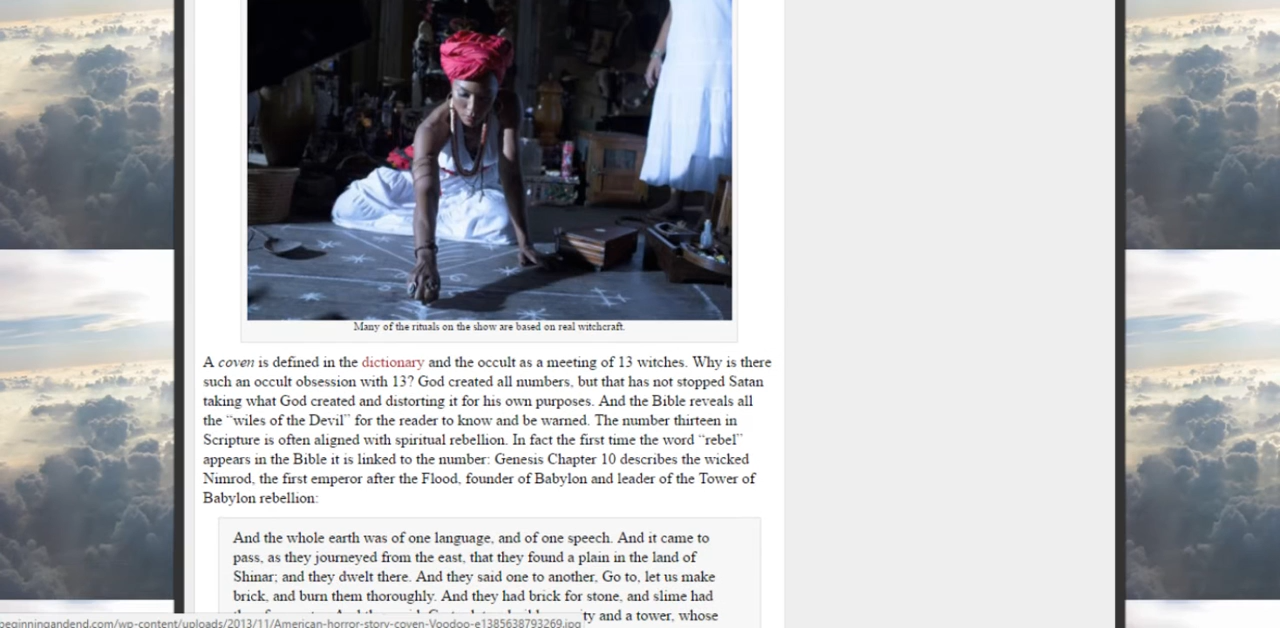 Many of the rituals on the show are based on real witchcraft.
A coven is defined in the dictionary and the occult as a meeting of 13 witches. Why is there
such an occult obsession with 13? God created all numbers, but that has not stopped Satan
taking what God created and distorting it for his own purposes. And the Bible reveals all
the “wiles of the Devil” for the reader to know and be warned. The number thirteen in
Scripture is often aligned with spiritual rebellion. In fact the first time the word “rebel”
appears in the Bible it is linked to the number: Genesis Chapter 10 describes the wicked
Nimrod, the first emperor after the Flood, founder of Babylon and leader of the Tower of
Babylon rebellion:
And the whole earth was of one language, and of one speech. And it came to
pass, as they journeyed from the east, that they found a plain in the land of
Shinar; and they dwelt there. And they said one to another, Go to, let us make
brick, and burn them thoroughly. And they had brick for stone, and slime had
ty and a tower, whose
beginningandend.com/wp-content/uploads/2013/11/American-horror-story-coven-Voodoo-e1385638793269.jpg